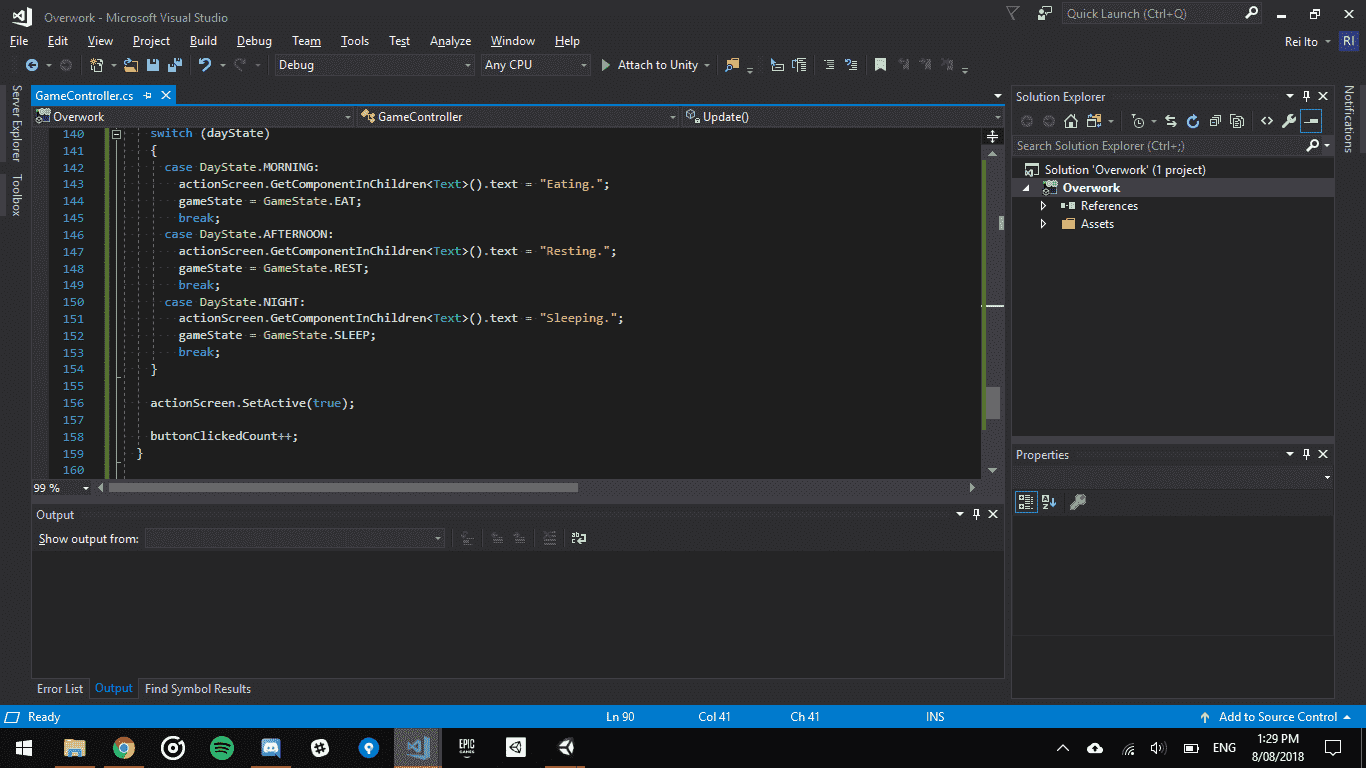 Overwork - Microsoft Visual Studio
Quick Launch (Ctrl+Q)
File Edit View Project Build Debug Team Tools Test Analyze Window Help
Rei Ito RI
Debug Any CPU Attach to Unity
Server Explorer
Toolbox
GameController.cs
Overwork GameController Update()
140 switch (dayState)
141 {
142 case DayState.MORNING:
143 actionScreen.GetComponentInChildren<Text>().text = "Eating.";
144 gameState = GameState.EAT;
145 break;
146 case DayState.AFTERNOON:
147 actionScreen.GetComponentInChildren<Text>().text = "Resting.";
148 gameState = GameState.REST;
149 break;
150 case DayState.NIGHT:
151 actionScreen.GetComponentInChildren<Text>().text = "Sleeping.";
152 gameState = GameState.SLEEP;
153 break;
154 }
155
156 actionScreen.SetActive(true);
157
158 buttonClickedCount++;
159 }
160
99 %
Output
Show output from:
Error List Output Find Symbol Results
Solution Explorer
Search Solution Explorer (Ctrl+;)
Solution 'Overwork' (1 project)
Overwork
References
Assets
Properties
Notifications
Ready Ln 90 Col 41 Ch 41 INS Add to Source Control
EPIC GAMES
ENG
1:29 PM
8/08/2018